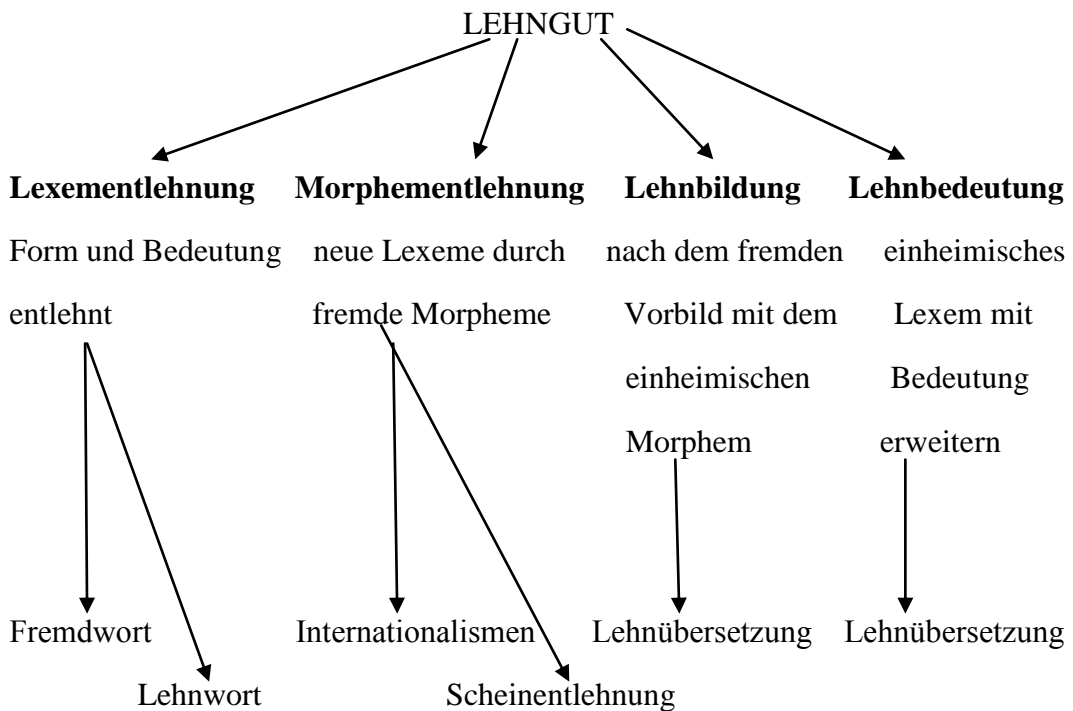 LEHNGUT
Lexementlehnung Morphementlehnung Lehnbildung Lehnbedeutung
Form und Bedeutung neue Lexeme durch nach dem fremden einheimisches
entlehnt fremde Morpheme Vorbild mit dem Lexem mit
einheimischen Bedeutung
Morphem erweitern
Fremdwort Internationalismen Lehnübersetzung Lehnübersetzung
Lehnwort Scheinentlehnung